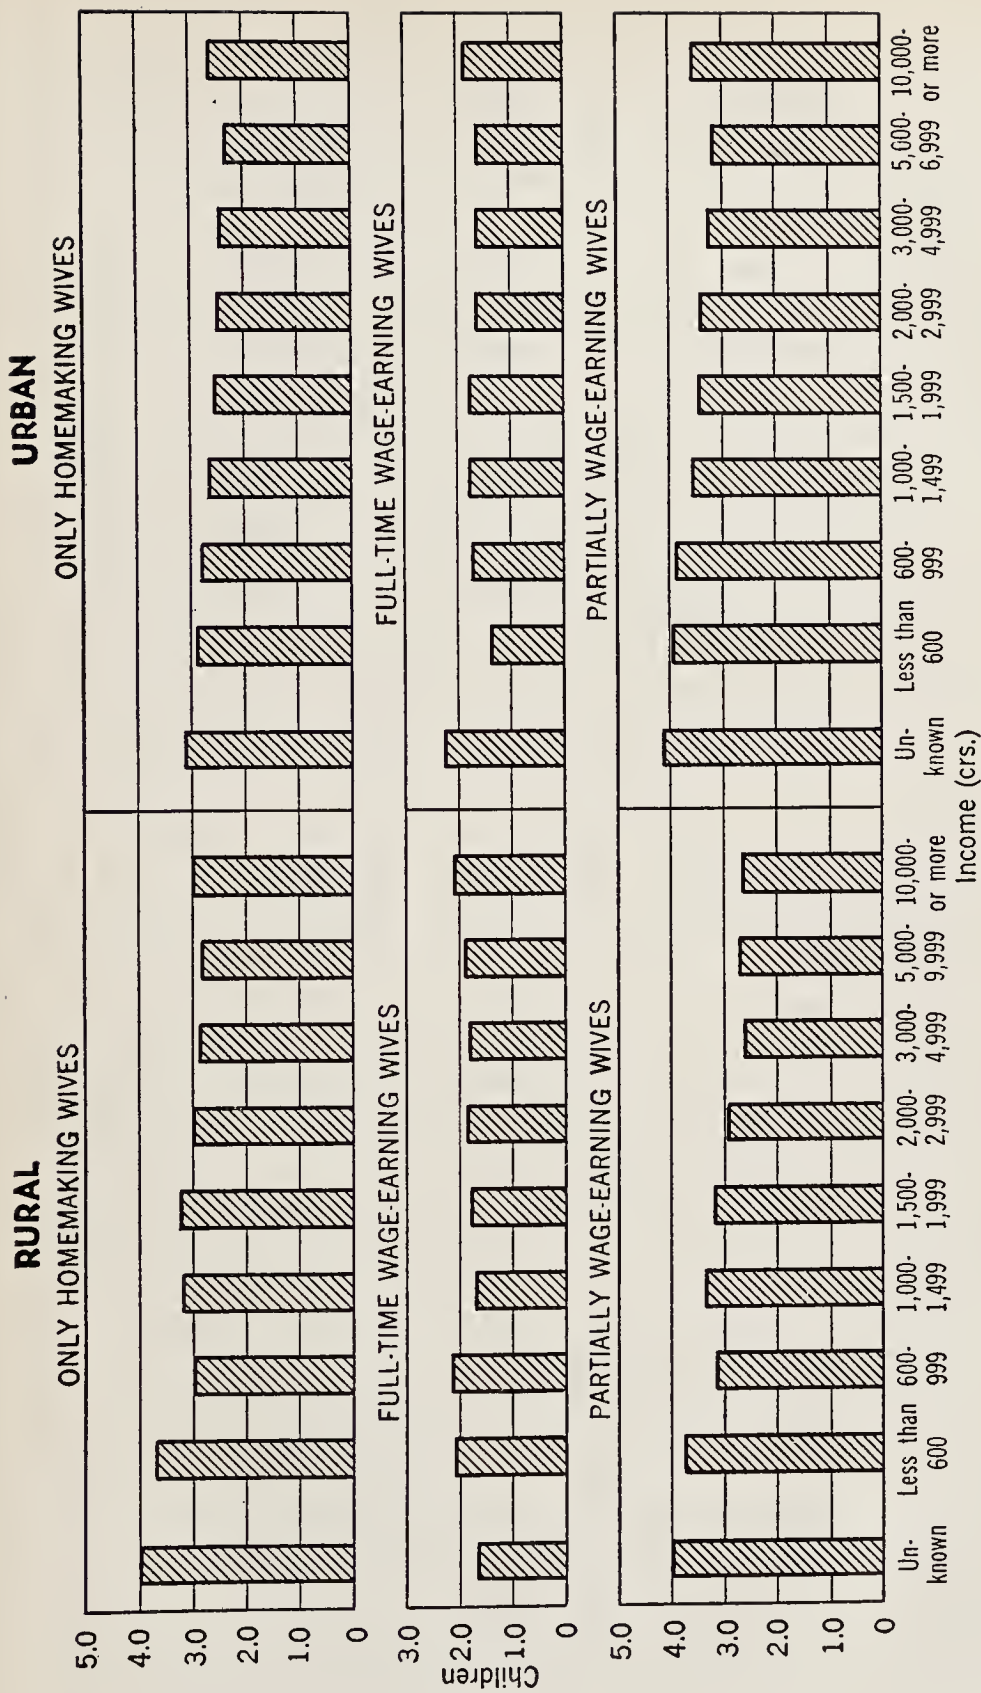 RURAL
URBAN
ONLY HOMEMAKING WIVES
ONLY HOMEMAKING WIVES
5.0
4.0
3.0
2.0
1.0
0
FULL-TIME WAGE-EARNING WIVES
FULL-TIME WAGE-EARNING WIVES
3.0
2.0
1.0
0
Children
PARTIALLY WAGE-EARNING WIVES
PARTIALLY WAGE-EARNING WIVES
5.0
4.0
3.0
2.0
1.0
0
Un- Less than 600- 1,000- 1,500- 2,000- 3,000- 5,000- 10,000- Un- Less than 600- 1,000- 1,500- 2,000- 3,000- 5,000- 10,000-
known 600 999 1,499 1,999 2,999 4,999 9,999 or more known 600 999 1,499 1,999 2,999 4,999 6,999 or more
Income (crs.)